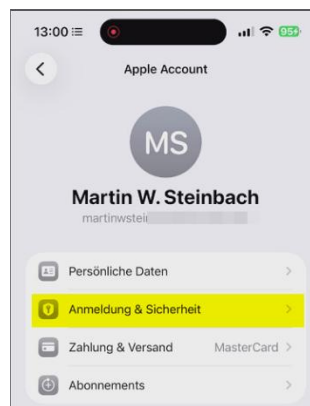 13:00
95
Apple Account
MS
Martin W. Steinbach
martinwstei
Persönliche Daten
Anmeldung & Sicherheit
Zahlung & Versand MasterCard
Abonnements